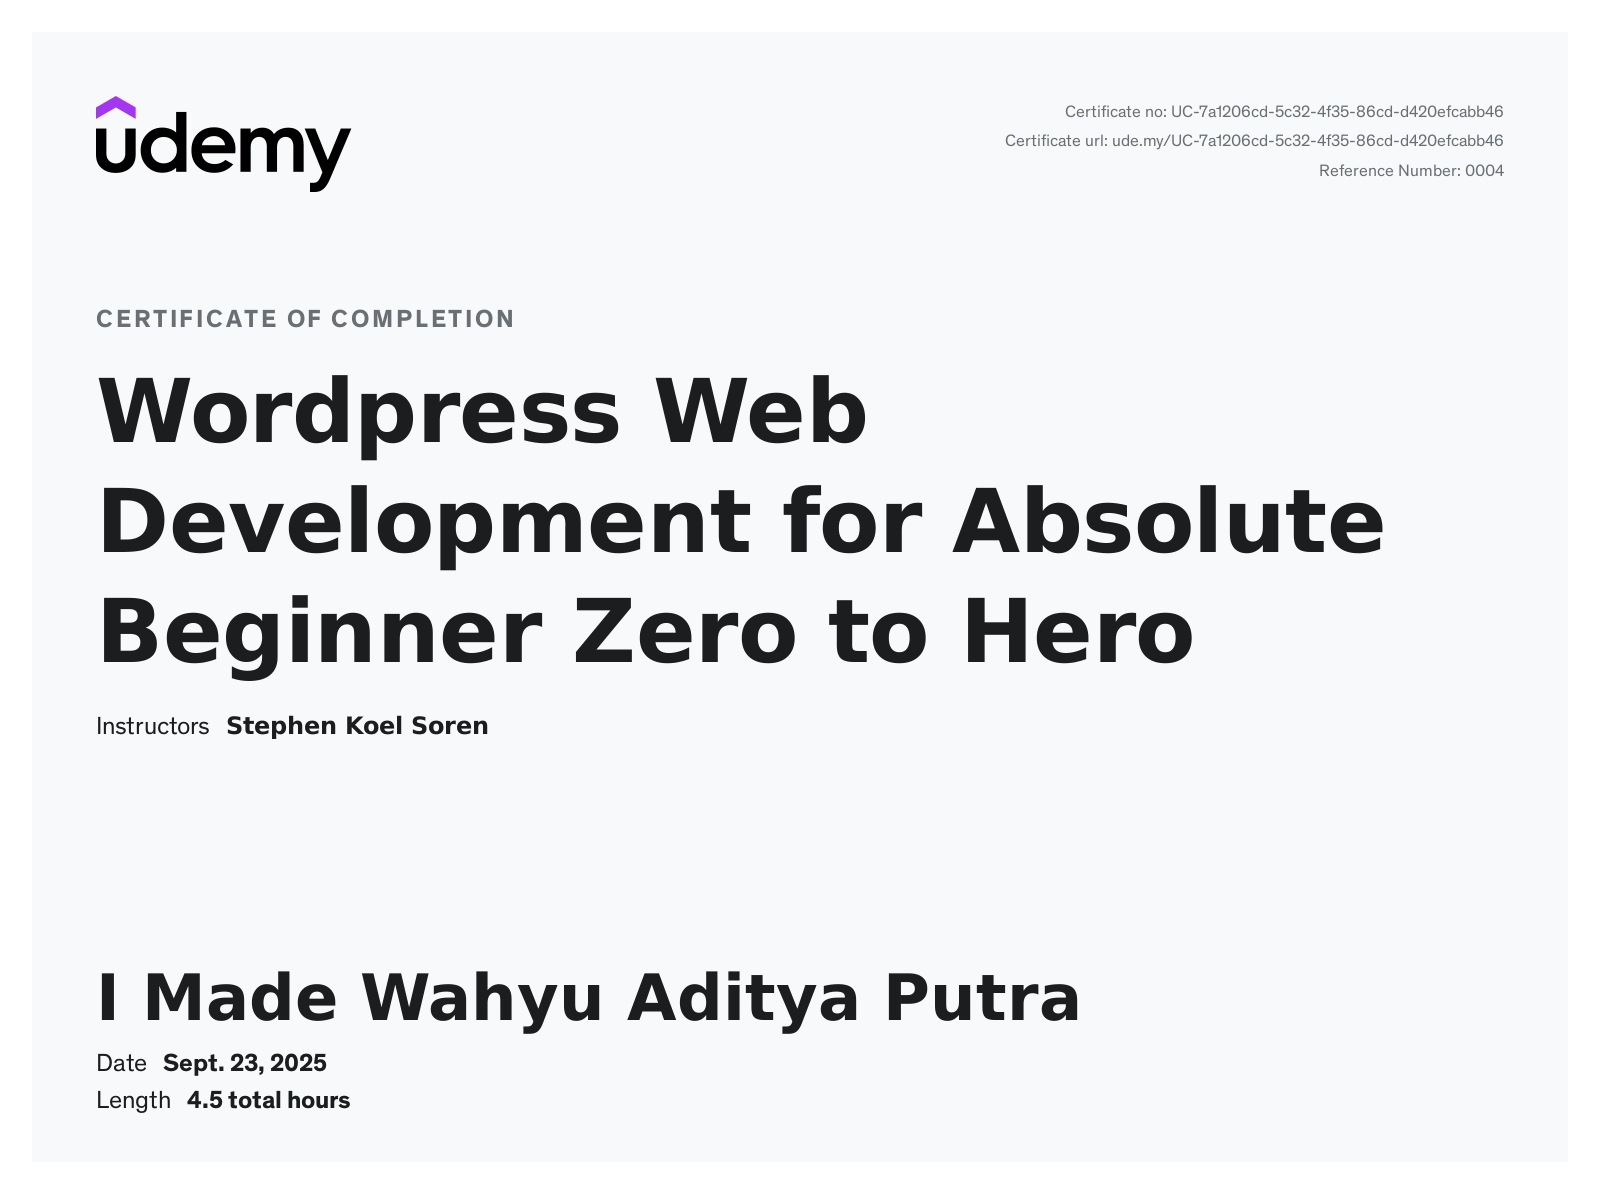 udemy
Certificate no: UC-7a1206cd-5c32-4f35-86cd-d420efcabb46
Certificate url: ude.my/UC-7a1206cd-5c32-4f35-86cd-d420efcabb46
Reference Number: 0004
CERTIFICATE OF COMPLETION
Wordpress Web
Development for Absolute
Beginner Zero to Hero
Instructors Stephen Koel Soren
I Made Wahyu Aditya Putra
Date Sept. 23, 2025
Length 4.5 total hours